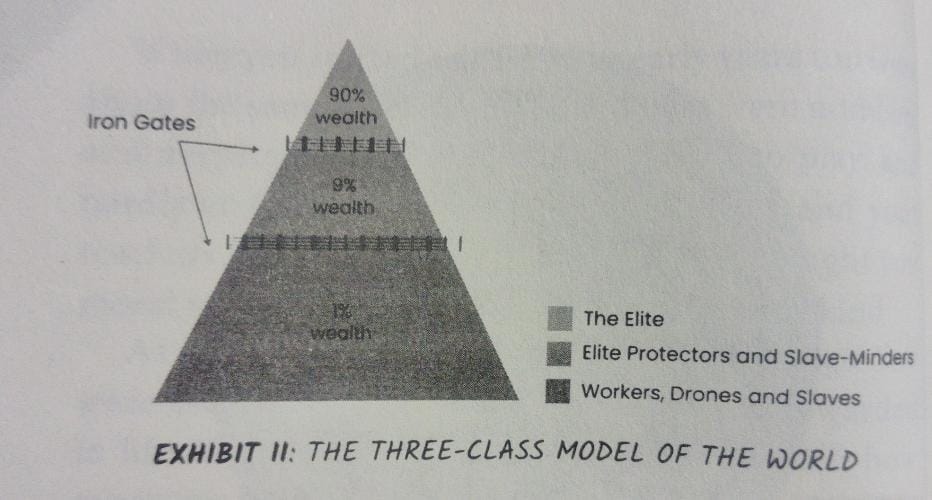 90%
wealth
Iron Gates
9%
wealth
1%
wealth
The Elite
Elite Protectors and Slave-Minders
Workers, Drones and Slaves
EXHIBIT II: THE THREE-CLASS MODEL OF THE WORLD